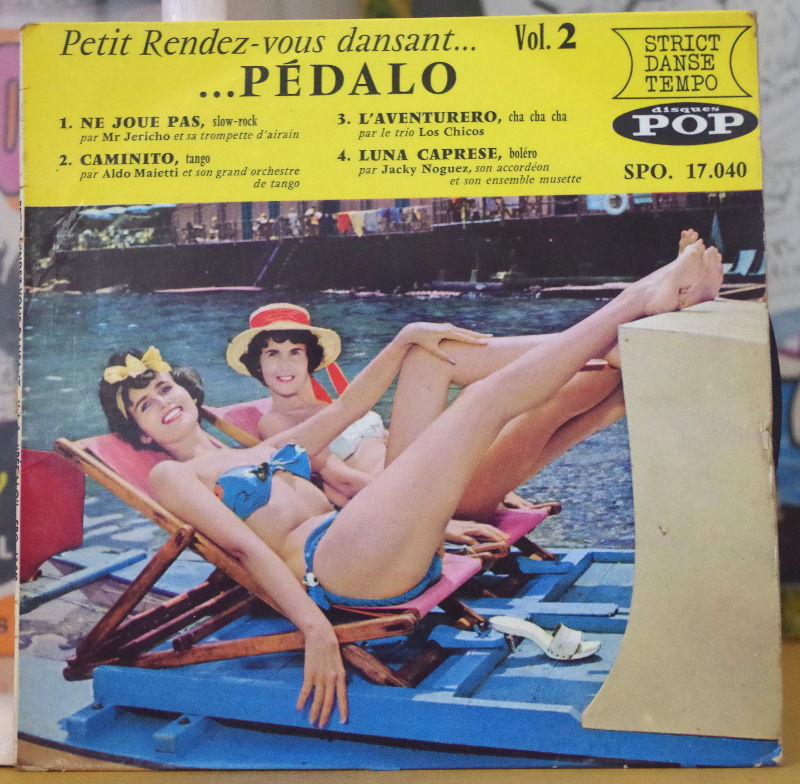 Petit Rendez-vous dansant... Vol. 2
...PÉDALO
1. NE JOUE PAS, slow-rock
par Mr Jericho et sa trompette d'airain
2. CAMINITO, tango
par Aldo Maietti et son grand orchestre
de tango
3. L'AVENTURERO, cha cha cha
par le trio Los Chicos
4. LUNA CAPRESE, boléro
par Jacky Noguez, son accordéon
et son ensemble musette
STRICT
DANSE
TEMPO
disques
POP
SPO. 17.040